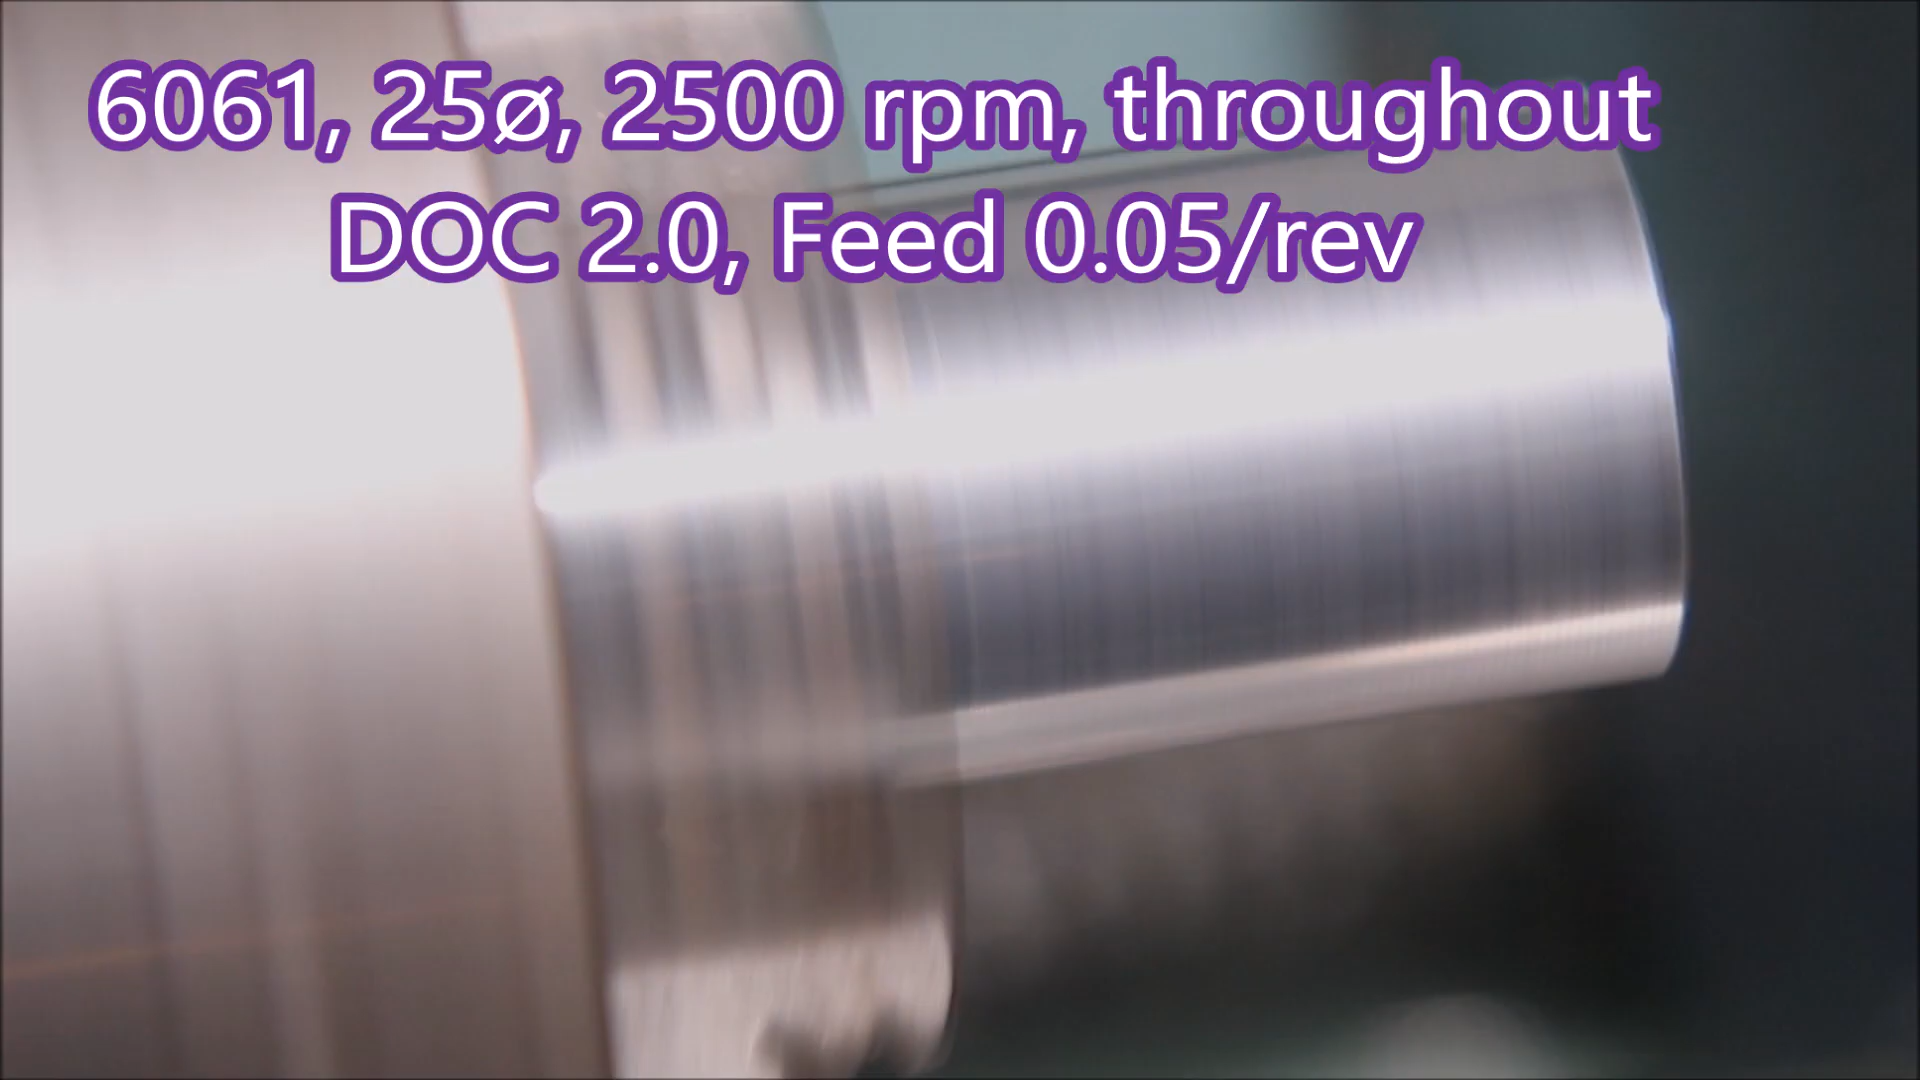 6061, 25ø, 2500 rpm, throughout
DOC 2.0, Feed 0.05/rev